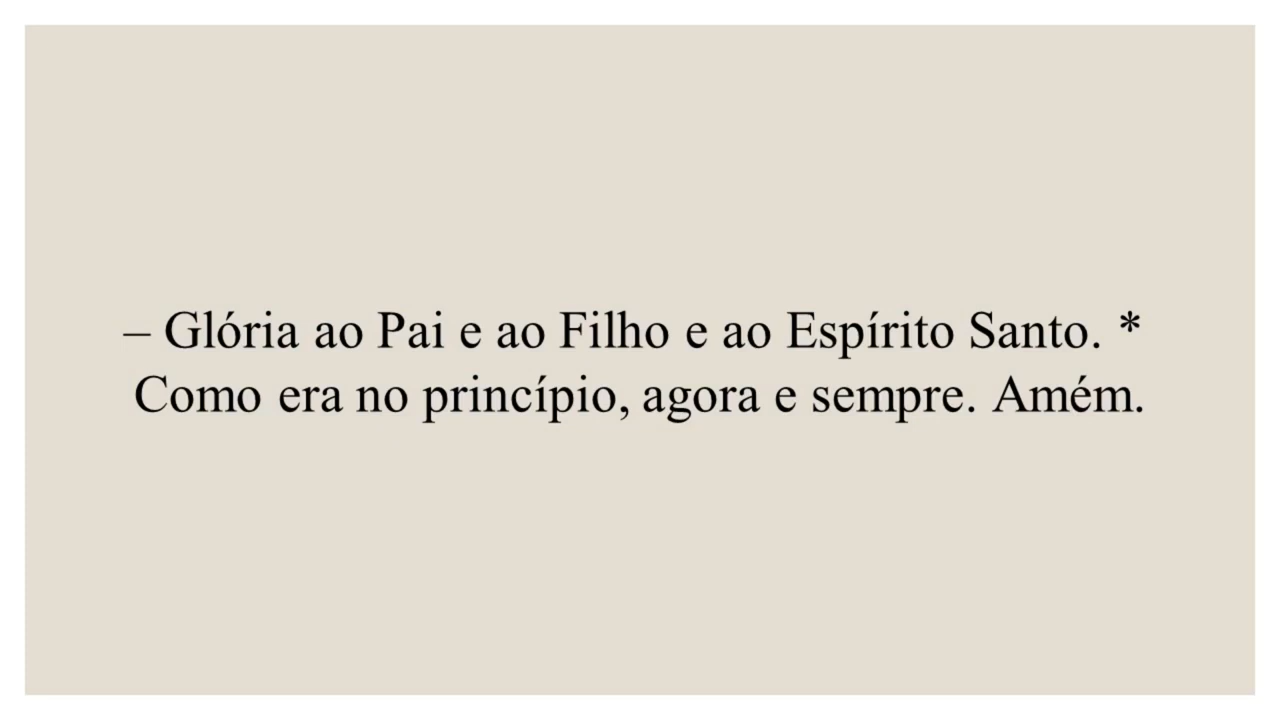 – Glória ao Pai e ao Filho e ao Espírito Santo. *
Como era no princípio, agora e sempre. Amém.